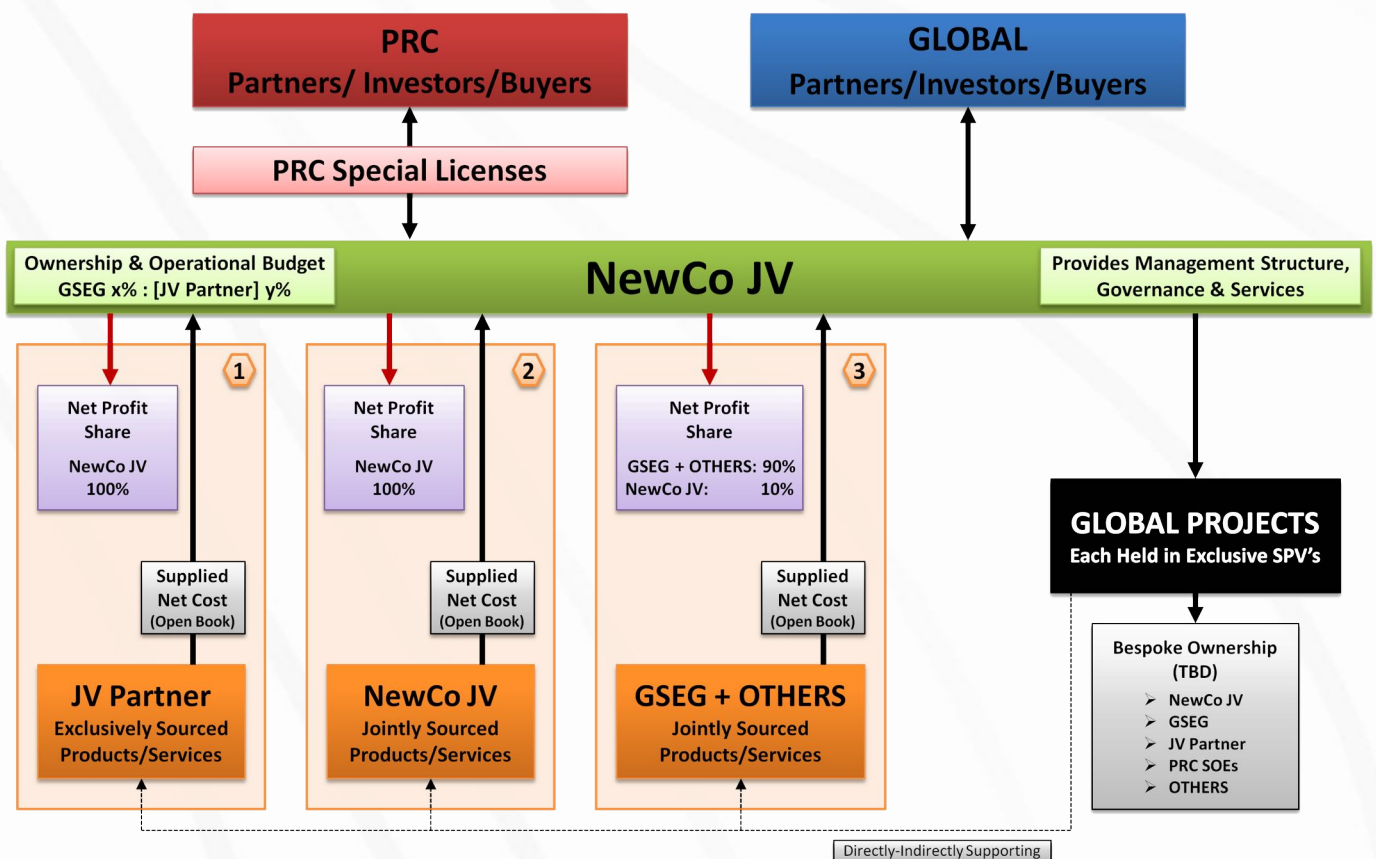 PRC
Partners/ Investors/Buyers
GLOBAL
Partners/Investors/Buyers
PRC Special Licenses
Ownership & Operational Budget
GSEG x% : [JV Partner] y%
NewCo JV
Provides Management Structure,
Governance & Services
1
Net Profit
Share
NewCo JV
100%
Supplied
Net Cost
(Open Book)
JV Partner
Exclusively Sourced
Products/Services
2
Net Profit
Share
NewCo JV
100%
Supplied
Net Cost
(Open Book)
NewCo JV
Jointly Sourced
Products/Services
3
Net Profit
Share
GSEG + OTHERS: 90%
NewCo JV: 10%
Supplied
Net Cost
(Open Book)
GSEG + OTHERS
Jointly Sourced
Products/Services
GLOBAL PROJECTS
Each Held in Exclusive SPV's
Bespoke Ownership
(TBD)
➢ NewCo JV
➢ GSEG
➢ JV Partner
➢ PRC SOEs
➢ OTHERS
Directly-Indirectly Supporting